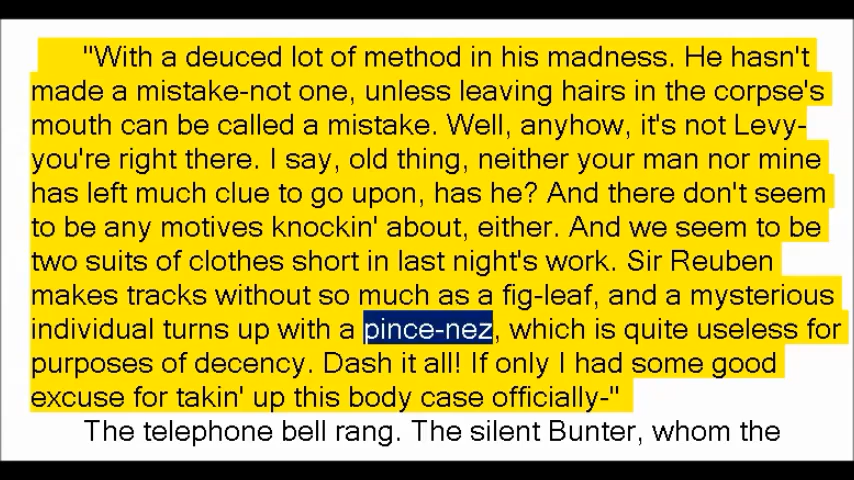 "With a deuced lot of method in his madness. He hasn't
made a mistake-not one, unless leaving hairs in the corpse's
mouth can be called a mistake. Well, anyhow, it's not Levy-
you're right there. I say, old thing, neither your man nor mine
has left much clue to go upon, has he? And there don't seem
to be any motives knockin' about, either. And we seem to be
two suits of clothes short in last night's work. Sir Reuben
makes tracks without so much as a fig-leaf, and a mysterious
individual turns up with a pince-nez, which is quite useless for
purposes of decency. Dash it all! If only I had some good
excuse for takin' up this body case officially-"
The telephone bell rang. The silent Bunter, whom the